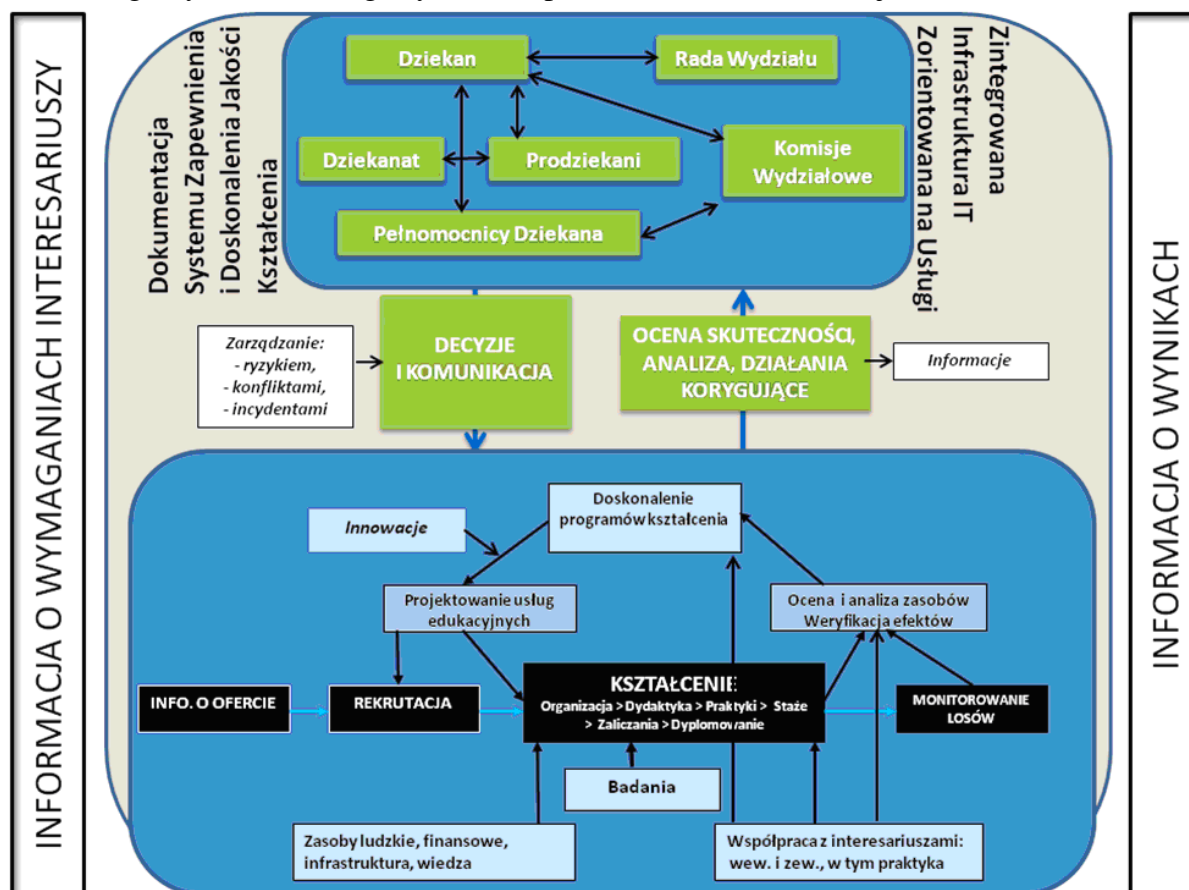 INFORMACJA O WYMAGANIACH INTERESARIUSZY
Dokumentacja
Systemu Zapewnienia
i Doskonalenia Jakości
Kształcenia
Dziekan
Rada Wydziału
Dziekanat
Prodziekani
Komisje
Wydziałowe
Pełnomocnicy Dziekana
Zintegrowana
Infrastruktura IT
Zorientowana na Usługi
INFORMACJA O WYNIKACH
Zarządzanie:
- ryzykiem,
- konfliktami,
- incydentami
DECYZJE
I KOMUNIKACJA
OCENA SKUTECZNOŚCI,
ANALIZA, DZIAŁANIA
KORYGUJĄCE
Informacje
Innowacje
Doskonalenie
programów kształcenia
Projektowanie usług
edukacyjnych
Ocena i analiza zasobów
Weryfikacja efektów
INFO. O OFERCIE
REKRUTACJA
KSZTAŁCENIE:
Organizacja > Dydaktyka > Praktyki > Staże
> Zaliczania > Dyplomowanie
MONITOROWANIE
LOSÓW
Badania
Zasoby ludzkie, finansowe,
infrastruktura, wiedza
Współpraca z interesariuszami:
wew. i zew., w tym praktyka